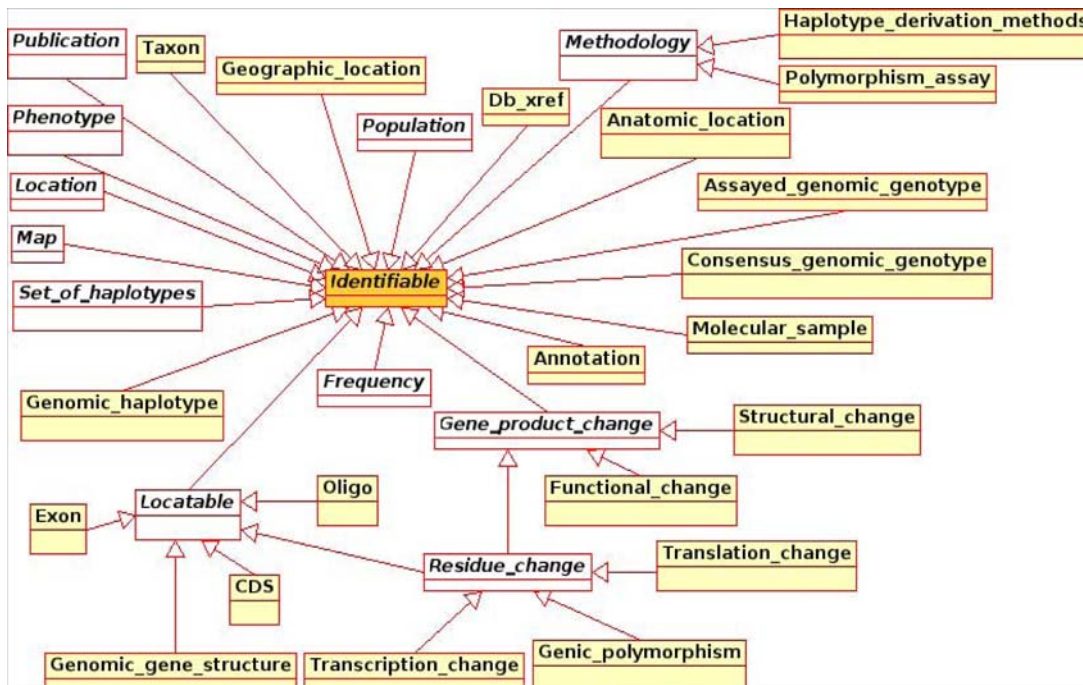 Publication
Taxon
Geographic_location
Methodology
Haplotype_derivation_methods
Polymorphism_assay
Phenotype
Population
Db_xref
Anatomic_location
Location
Assayed_genomic_genotype
Map
Identifiable
Consensus_genomic_genotype
Set_of_haplotypes
Molecular_sample
Annotation
Frequency
Genomic_haplotype
Gene_product_change
Structural_change
Locatable
Oligo
Functional_change
Exon
Residue_change
Translation_change
CDS
Genomic_gene_structure
Transcription_change
Genic_polymorphism